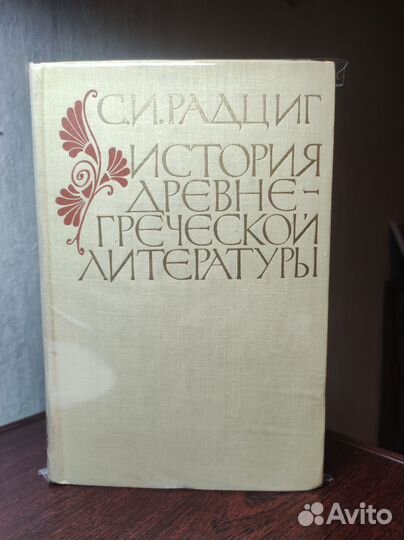 С.И.РАДЦИГ
ИСТОРИЯ
ДРЕВНЕ-
ГРЕЧЕСКОЙ
ЛИТЕРАТУРЫ
Avito